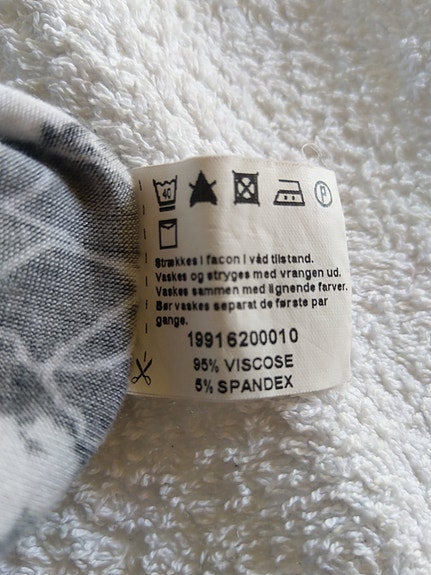 40
P
Strækkes i facon i våd tilstand.
Vaskes og stryges med vrangen ud.
Vaskes sammen med lignende farver.
Bør vaskes separat de første par
gange.
19916200010
95% VISCOSE
5% SPANDEX